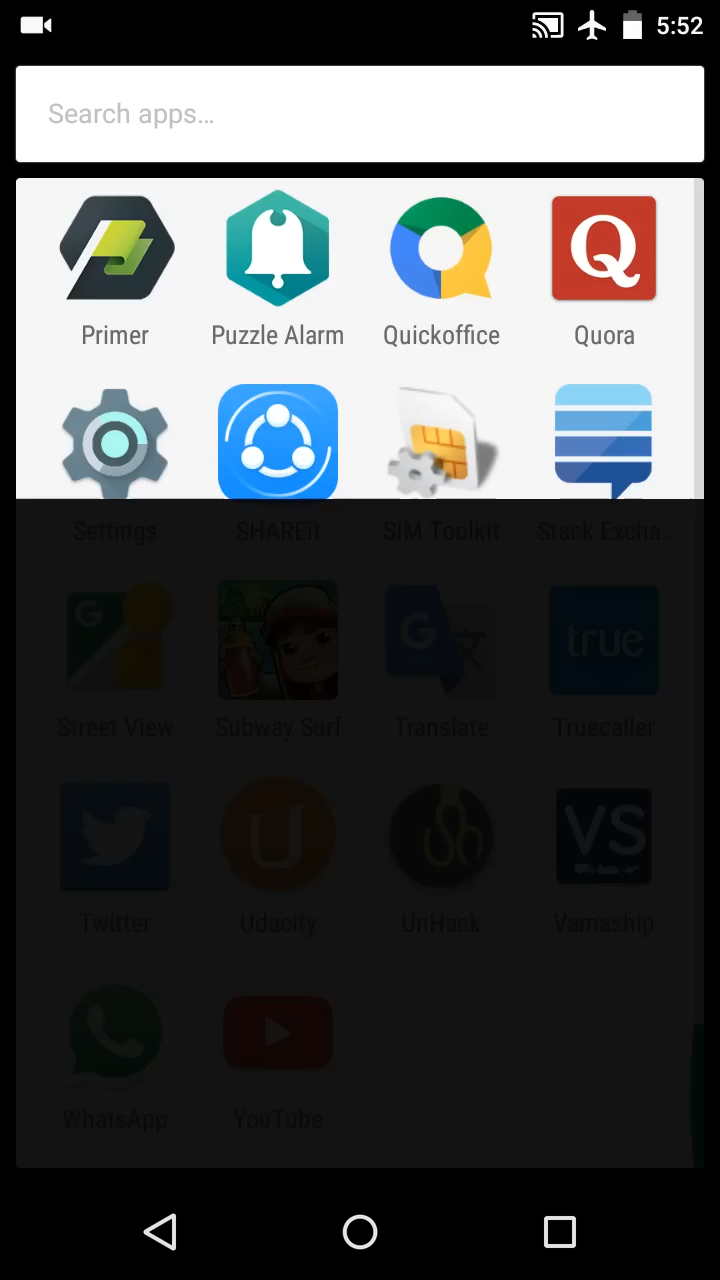 5:52
Search apps…
Primer Puzzle Alarm Quickoffice Quora
Settings SHAREit SIM Toolkit Stack Excha..
G
true
Street View Subway Surf Translate Truecaller
U VS
Twitter Udacity UnHack Vamaship
WhatsApp YouTube